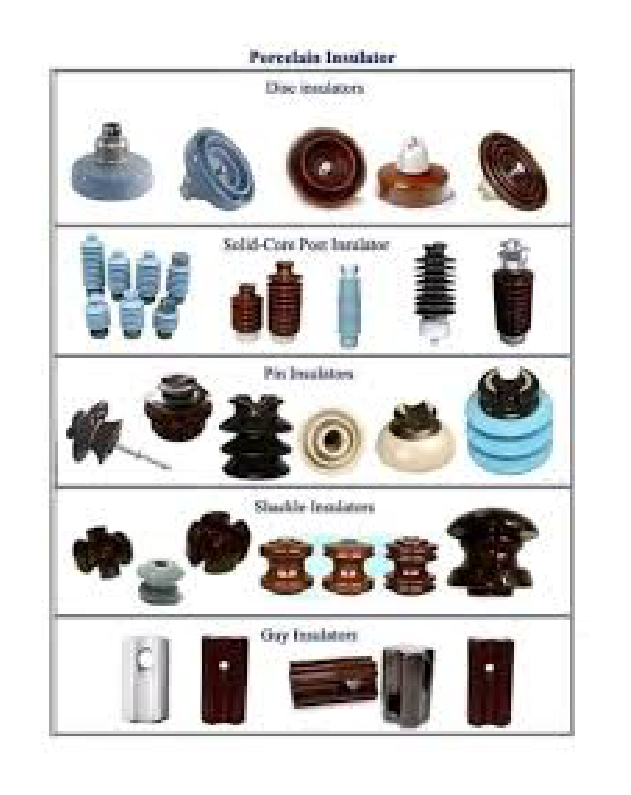 Porcelain Insulator
Disc insulators
Solid-Core Post Insulator
Pin Insulators
Shackle Insulators
Guy Insulators